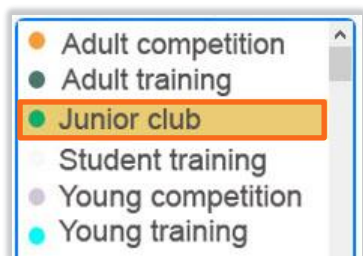 Adult competition
Adult training
Junior club
Student training
Young competition
Young training